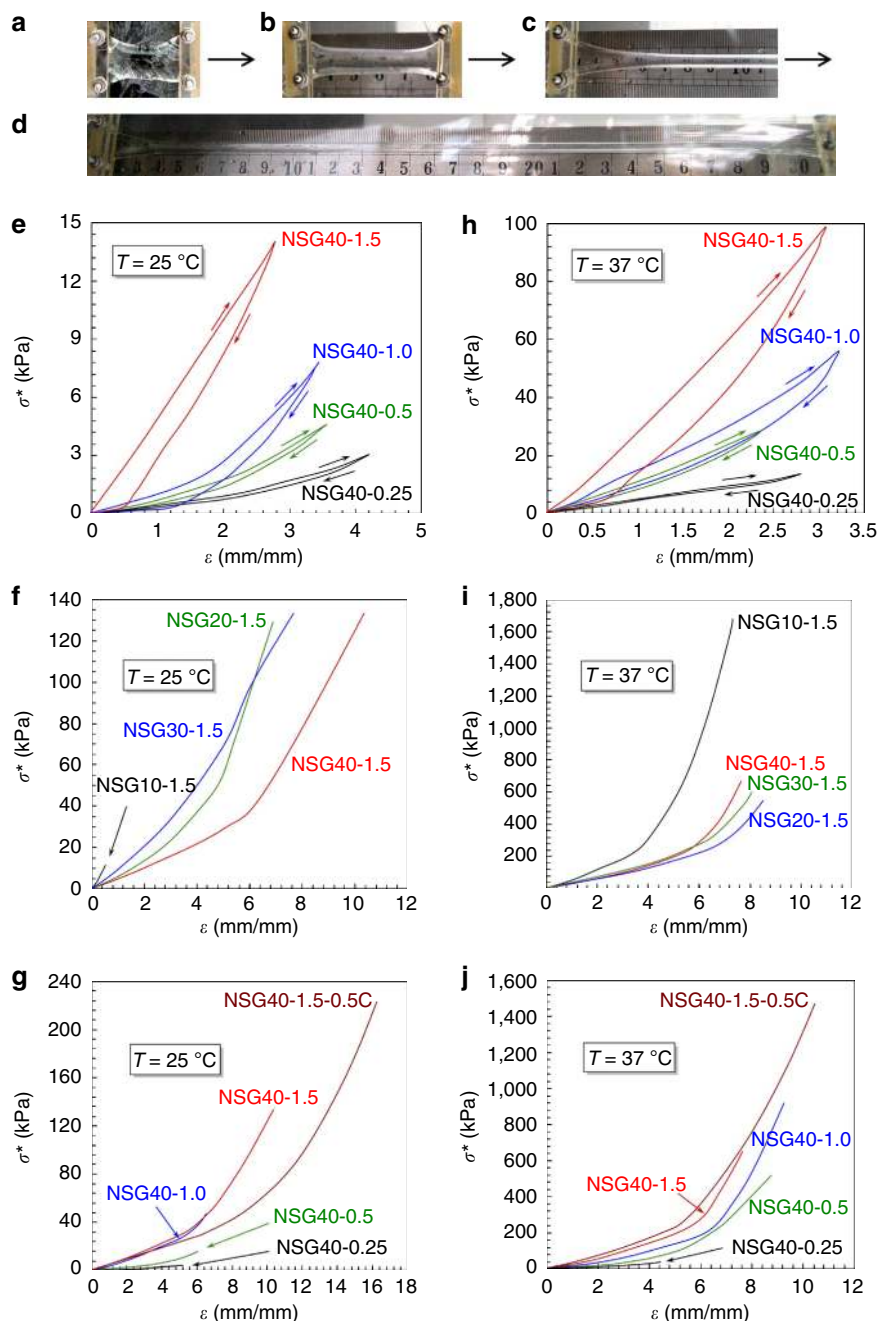 a
b
c
d
e
15
12
9
6
3
0
σ* (kPa)
T = 25 °C
NSG40-1.5
NSG40-1.0
NSG40-0.5
NSG40-0.25
0 1 2 3 4 5
ε (mm/mm)
h
100
80
60
40
20
0
σ* (kPa)
T = 37 °C
NSG40-1.5
NSG40-1.0
NSG40-0.5
NSG40-0.25
0 0.5 1 1.5 2 2.5 3 3.5
ε (mm/mm)
f
140
120
100
80
60
40
20
0
σ* (kPa)
NSG20-1.5
T = 25 °C
NSG30-1.5
NSG40-1.5
NSG10-1.5
0 2 4 6 8 10 12
ε (mm/mm)
i
1,800
1,600
1,400
1,200
1,000
800
600
400
200
σ* (kPa)
NSG10-1.5
T = 37 °C
NSG40-1.5
NSG30-1.5
NSG20-1.5
0 2 4 6 8 10 12
ε (mm/mm)
g
240
200
160
120
80
40
0
σ* (kPa)
NSG40-1.5-0.5C
T = 25 °C
NSG40-1.5
NSG40-1.0
NSG40-0.5
NSG40-0.25
0 2 4 6 8 10 12 14 16 18
ε (mm/mm)
j
1,600
1,400
1,200
1,000
800
600
400
200
0
σ* (kPa)
NSG40-1.5-0.5C
T = 37 °C
NSG40-1.0
NSG40-1.5
NSG40-0.5
NSG40-0.25
0 2 4 6 8 10 12
ε (mm/mm)